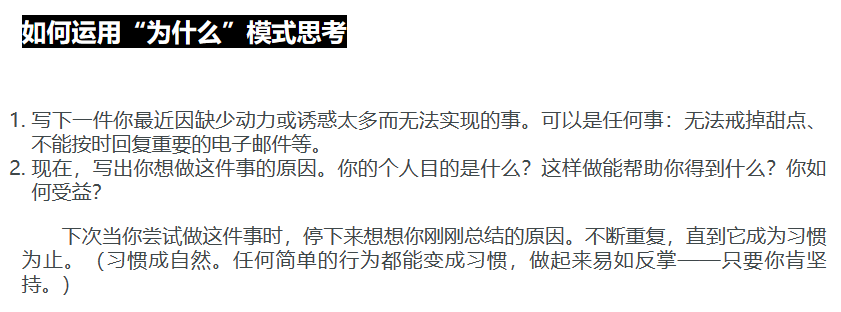 如何运用“为什么”模式思考
1. 写下一件你最近因缺少动力或诱惑太多而无法实现的事。可以是任何事：无法戒掉甜点、
不能按时回复重要的电子邮件等。
2. 现在，写出你想做这件事的原因。你的个人目的是什么？这样做能帮助你得到什么？你如
何受益？
下次当你尝试做这件事时，停下来想想你刚刚总结的原因。不断重复，直到它成为习惯
为止。（习惯成自然。任何简单的行为都能变成习惯，做起来易如反掌——只要你肯坚
持。）